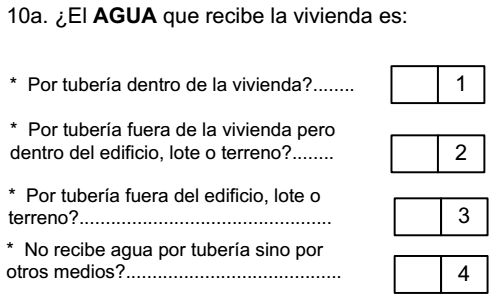 10a. ¿El AGUA que recibe la vivienda es:
* Por tubería dentro de la vivienda?........ 1
* Por tubería fuera de la vivienda pero
dentro del edificio, lote o terreno?........ 2
* Por tubería fuera del edificio, lote o
terreno?................................................ 3
* No recibe agua por tubería sino por
otros medios?......................................... 4